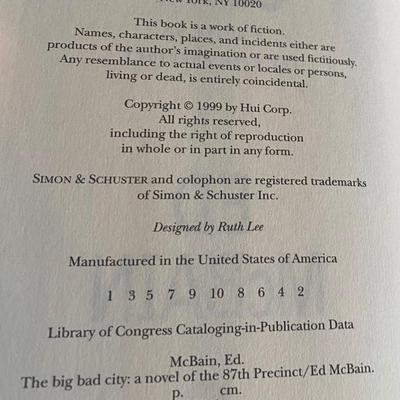 New York, NY 10020
This book is a work of fiction.
Names, characters, places, and incidents either are
products of the author's imagination or are used fictitiously.
Any resemblance to actual events or locales or persons,
living or dead, is entirely coincidental.
Copyright © 1999 by Hui Corp.
All rights reserved,
including the right of reproduction
in whole or in part in any form.
SIMON & SCHUSTER and colophon are registered trademarks
of Simon & Schuster Inc.
Designed by Ruth Lee
Manufactured in the United States of America
1 3 5 7 9 10 8 6 4 2
Library of Congress Cataloging-in-Publication Data
McBain, Ed.
The big bad city: a novel of the 87th Precinct/Ed McBain.
p. cm.